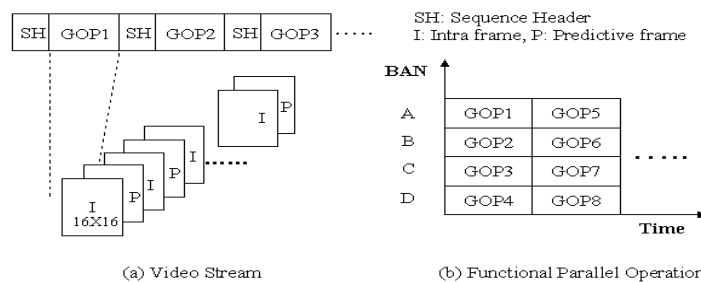 SH: Sequence Header
I: Intra frame, P: Predictive frame
SH GOP1 SH GOP2 SH GOP3
I P
I
P
I
P
I
16X16
(a) Video Stream
BAN
A GOP1 GOP5
B GOP2 GOP6
C GOP3 GOP7
D GOP4 GOP8
Time
(b) Functional Parallel Operation